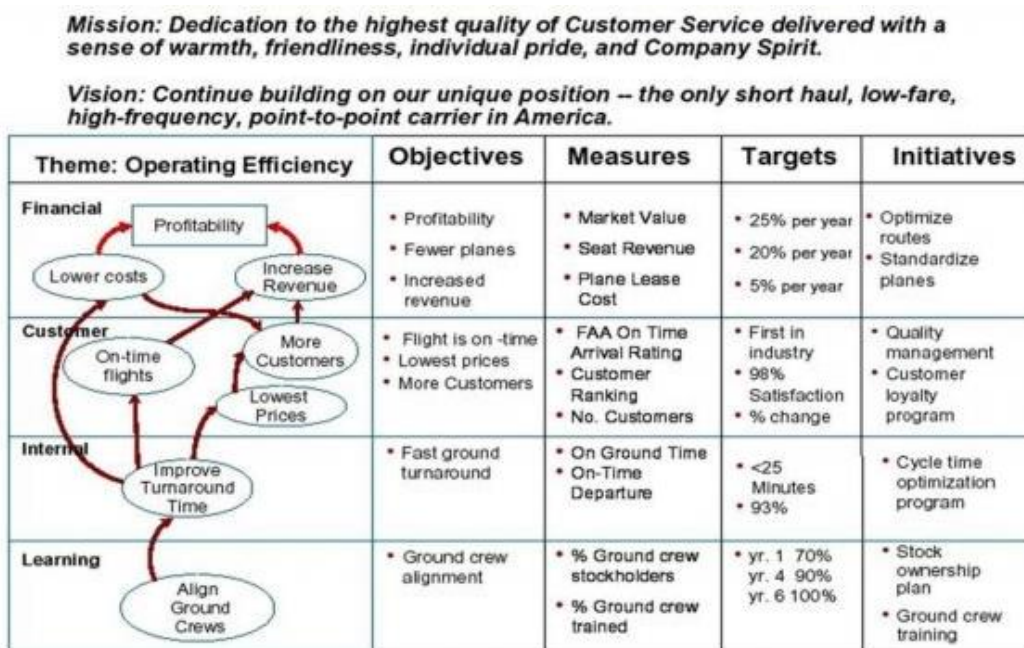 Mission: Dedication to the highest quality of Customer Service delivered with a
sense of warmth, friendliness, individual pride, and Company Spirit.
Vision: Continue building on our unique position -- the only short haul, low-fare,
high-frequency, point-to-point carrier in America.
Theme: Operating Efficiency
Objectives
Measures
Targets
Initiatives
Financial
Profitability
Lower costs
Increase
Revenue
• Profitability
• Fewer planes
• Increased
revenue
• Market Value
• Seat Revenue
• Plane Lease
Cost
• 25% per year
• 20% per year
• 5% per year
• Optimize
routes
• Standardize
planes
Customer
On-time
flights
More
Customers
Lowest
Prices
• Flight is on -time
• Lowest prices
• More Customers
• FAA On Time
Arrival Rating
• Customer
Ranking
• No. Customers
• First in
industry
• 98%
Satisfaction
• % change
• Quality
management
• Customer
loyalty
program
Internal
Improve
Turnaround
Time
• Fast ground
turnaround
• On Ground Time
• On-Time
Departure
• <25
Minutes
• 93%
• Cycle time
optimization
program
Learning
Align
Ground
Crews
• Ground crew
alignment
• % Ground crew
stockholders
• % Ground crew
trained
• yr. 1 70%
yr. 4 90%
yr. 6 100%
• Stock
ownership
plan
• Ground crew
training